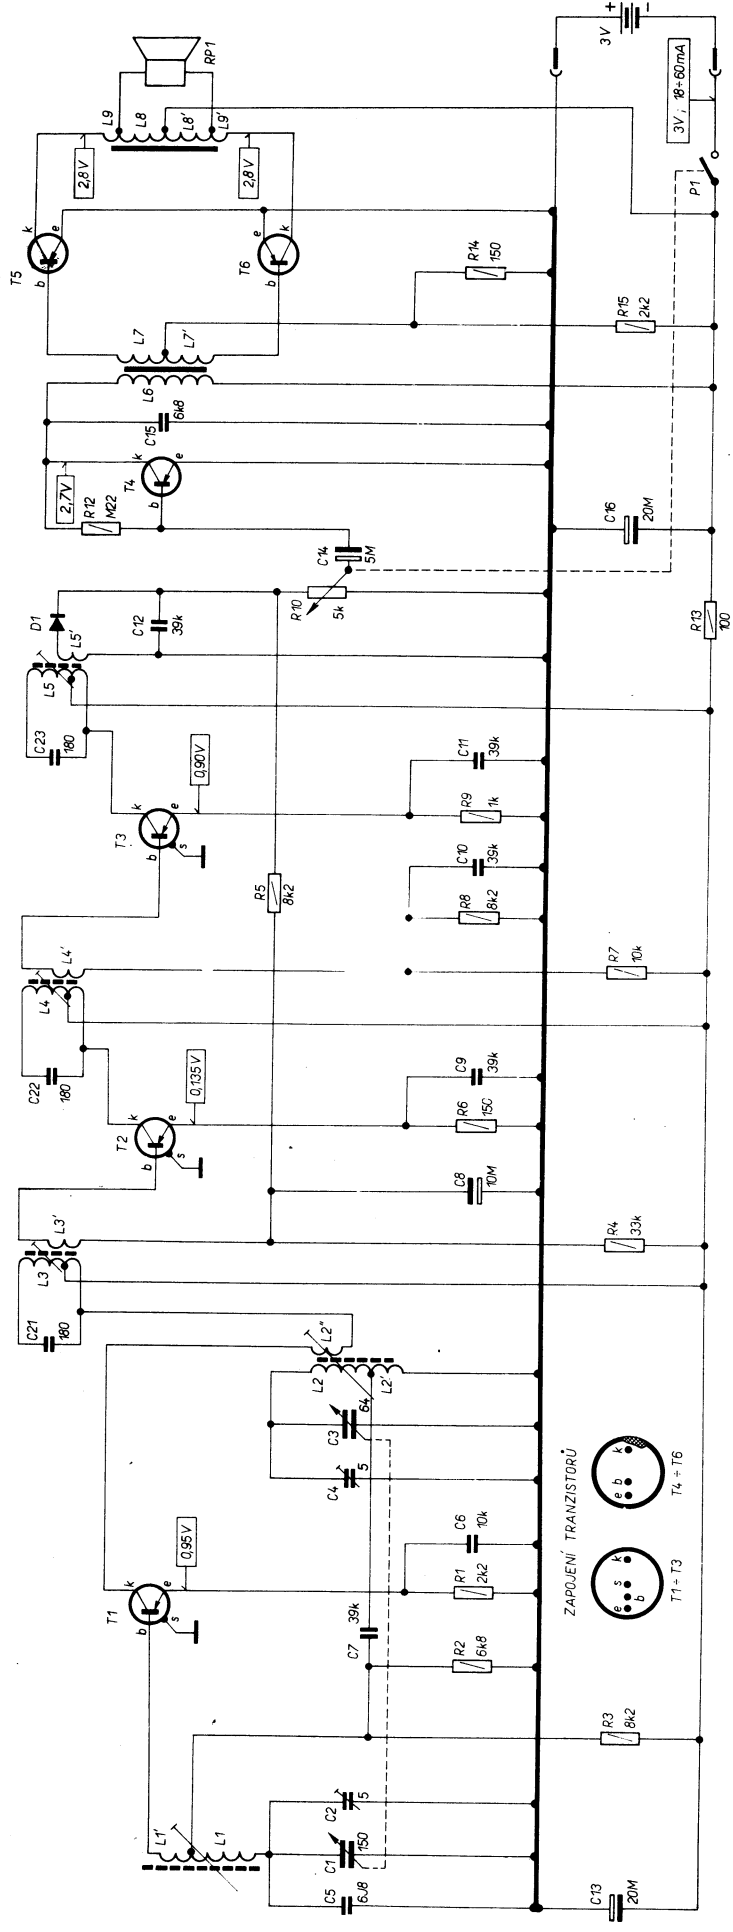 T1
b
k
e
s
0,95V
L1'
L1
C5
6J8
C1
150
C2
5
C7
39k
R2
6k8
R1
2k2
C6
10k
R3
8k2
C13
20M
C4
5
C3
64
L2
L2'
L2"
C21
180
L3
L3'
R4
33k
T2
b
k
e
s
0,135V
C8
10M
R6
150
C9
39k
C22
180
L4
L4'
R7
10k
R5
8k2
T3
b
k
e
s
0,90V
R8
8k2
C10
39k
R9
1k
C11
39k
C23
180
L5
L5'
D1
C12
39k
R10
5k
R13
100
C14
5M
R12
M22
2,7V
T4
b
k
e
C15
6k8
C16
20M
L6
L7
L7'
R15
2k2
R14
150
T5
b
k
e
T6
b
e
k
2,8V
2,8V
L9
L8
L8'
L9'
RP1
P1
3V; 18÷60mA
3V
+
-
ZAPOJENÍ TRANZISTORŮ
e
s
k
b
T1÷T3
e
b
k
T4÷T6